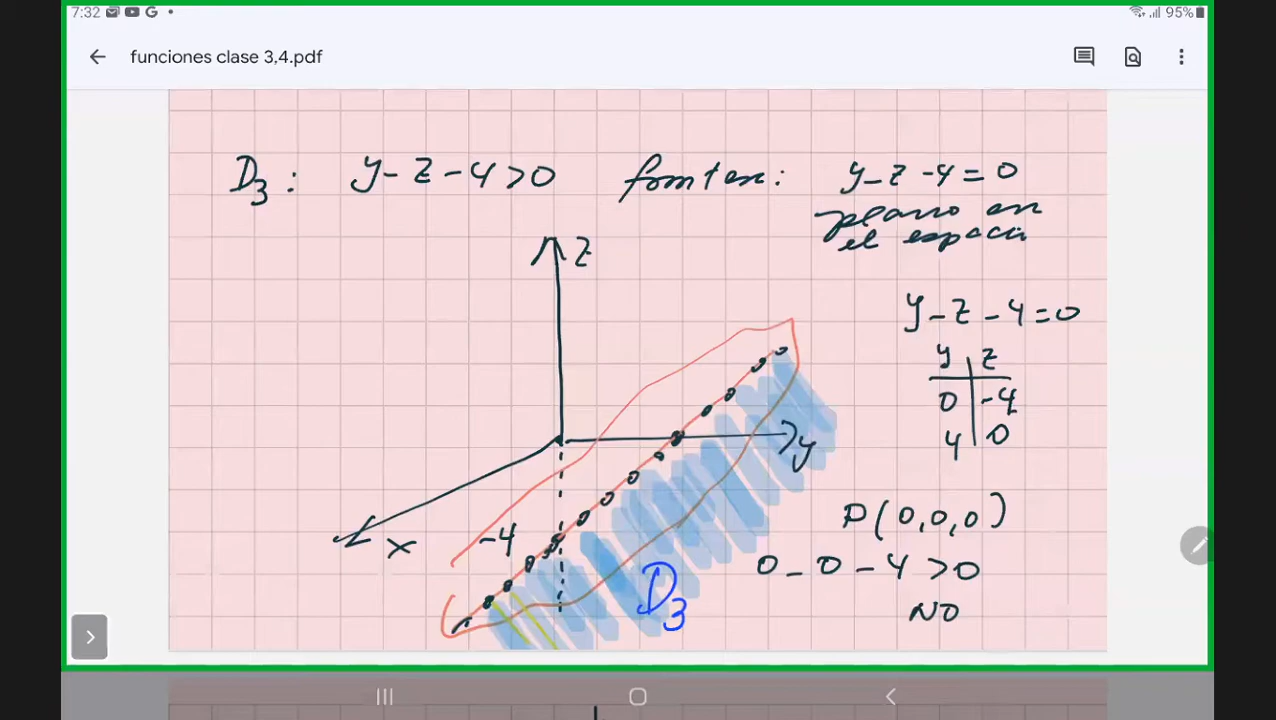 7:32
95%
funciones clase 3,4.pdf
D3: y - z - 4 > 0 frontera: y - z - 4 = 0
plano en
el espacio
z
y - z - 4 = 0
y z
0 -4
4 0
y
x
-4
D3
P(0,0,0)
0 - 0 - 4 > 0
NO